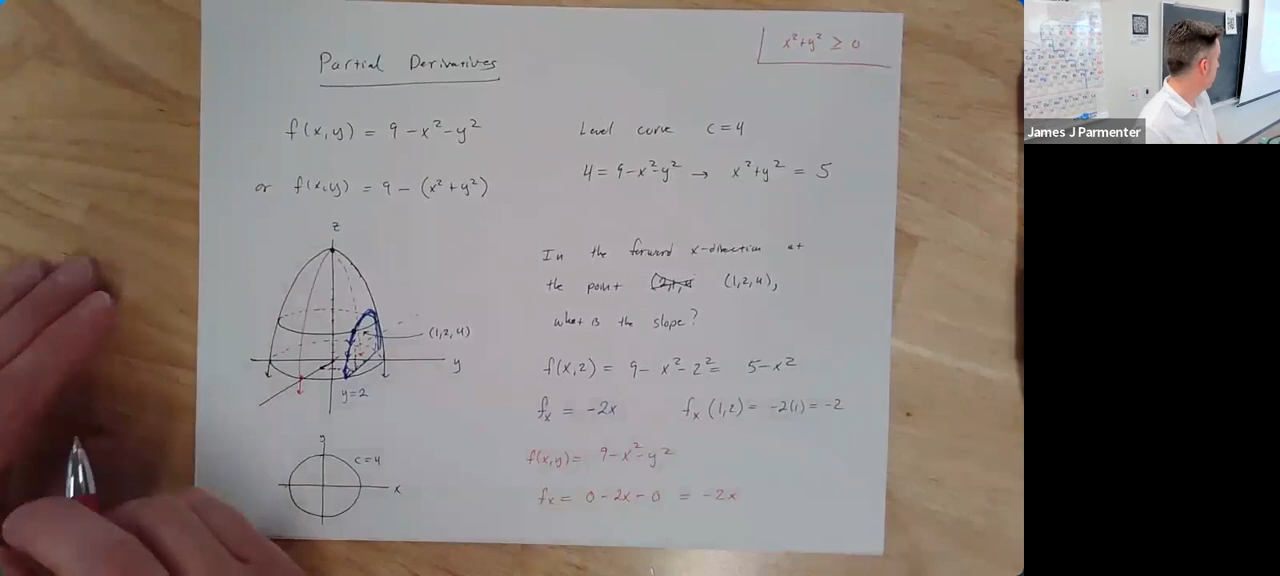 x²+y² ≥ 0
Partial Derivatives
f(x,y) = 9-x²-y²
or f(x,y) = 9-(x²+y²)
z
(1,2,4)
y
y=2
y
c=4
x
Level curve c=4
4=9-x²-y² → x²+y² = 5
In the forward x-direction at
the point (1,2,4),
what is the slope?
f(x,2) = 9-x²-2²= 5-x²
fx = -2x fx (1,2) = -2(1) = -2
f(x,y) = 9-x²-y²
fx = 0-2x-0 = -2x
James J Parmenter